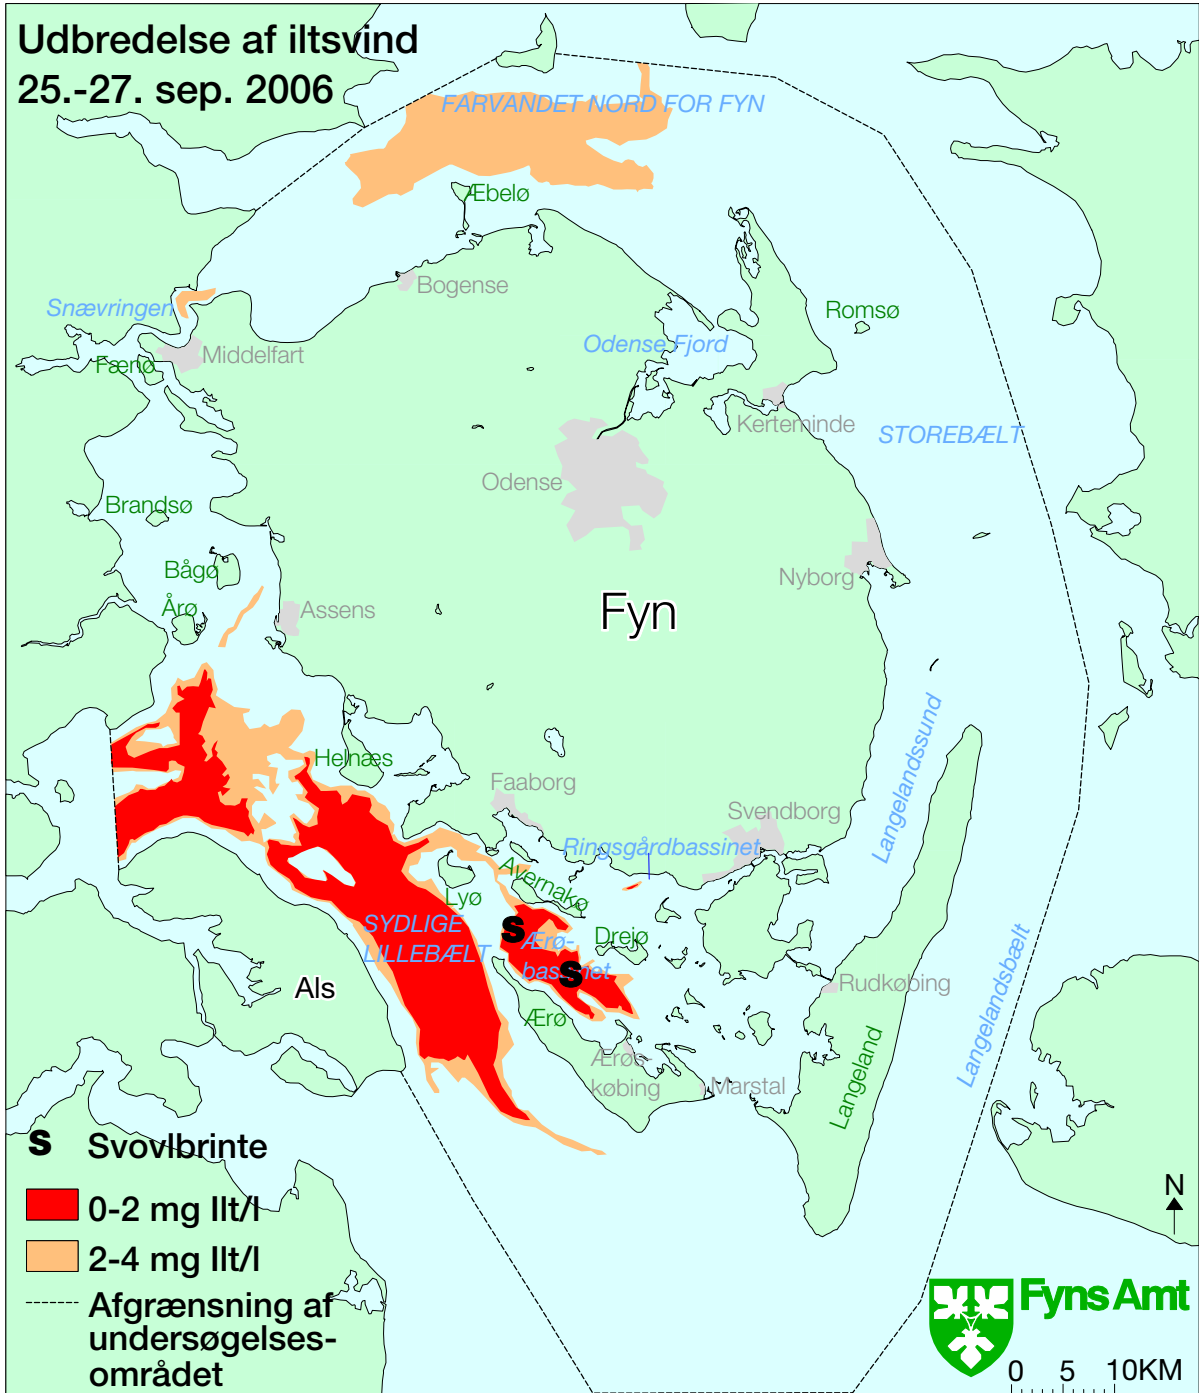 Udbredelse af iltsvind
25.-27. sep. 2006
FARVANDET NORD FOR FYN
Æbelø
Bogense
Snævringen
Romsø
Odense Fjord
Middelfart
Fænø
Kerteminde
STOREBÆLT
Odense
Brandsø
Bågø
Nyborg
Årø
Assens
Fyn
Langelandssund
Helnæs
Faaborg
Svendborg
Ringsgårdbassinet
Avernakø
Lyø
SYDLIGE
LILLEBÆLT
S
Ærø-
bassinet
S
Drejø
Als
Rudkøbing
Ærø
Langelandsbælt
Ærøs-
købing
Marstal
Langeland
S Svovlbrinte
0-2 mg Ilt/l
2-4 mg Ilt/l
Afgrænsning af
undersøgelses-
området
N
Fyns Amt
0 5 10KM